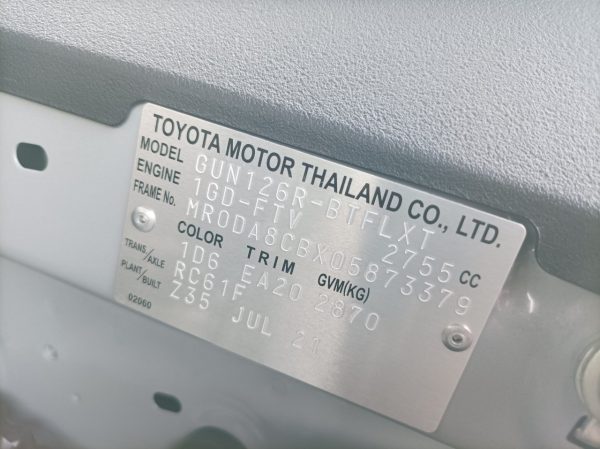 TOYOTA MOTOR THAILAND CO., LTD.
MODEL GUN126R-BTFLXT
ENGINE 1GD-FTV 2755 CC
FRAME No. MR0DA8CBX05873379
COLOR TRIM GVM(KG)
1D6 EA20 2870
TRANS/AXLE RC61F
PLANT/BUILT Z35 JUL 21
02060